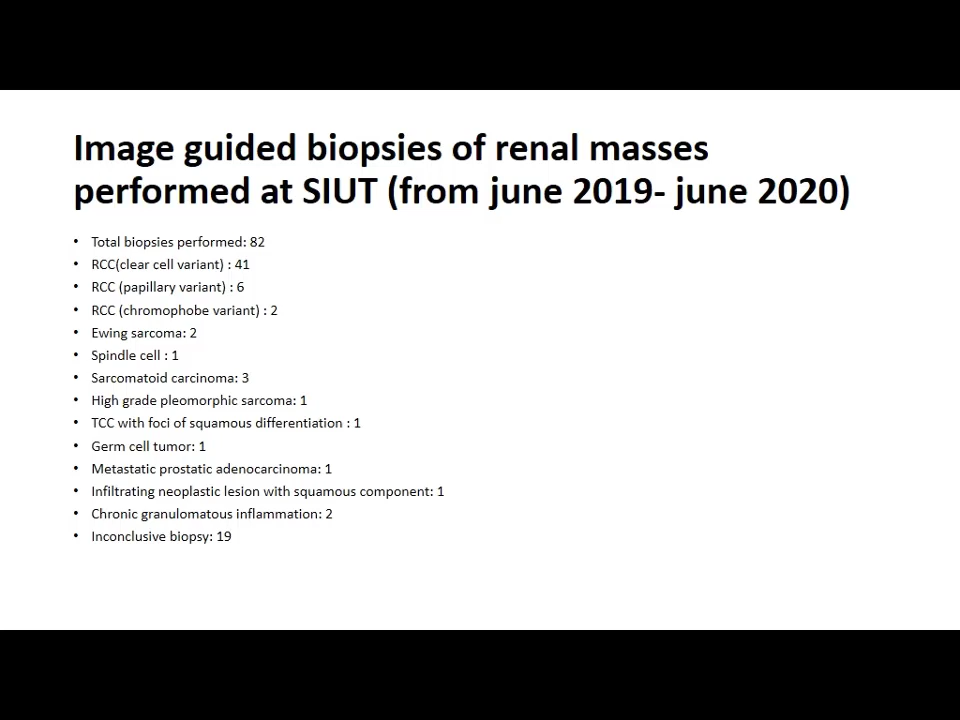 Image guided biopsies of renal masses
performed at SIUT (from june 2019- june 2020)
• Total biopsies performed: 82
• RCC(clear cell variant) : 41
• RCC (papillary variant) : 6
• RCC (chromophobe variant) : 2
• Ewing sarcoma: 2
• Spindle cell : 1
• Sarcomatoid carcinoma: 3
• High grade pleomorphic sarcoma: 1
• TCC with foci of squamous differentiation : 1
• Germ cell tumor: 1
• Metastatic prostatic adenocarcinoma: 1
• Infiltrating neoplastic lesion with squamous component: 1
• Chronic granulomatous inflammation: 2
• Inconclusive biopsy: 19